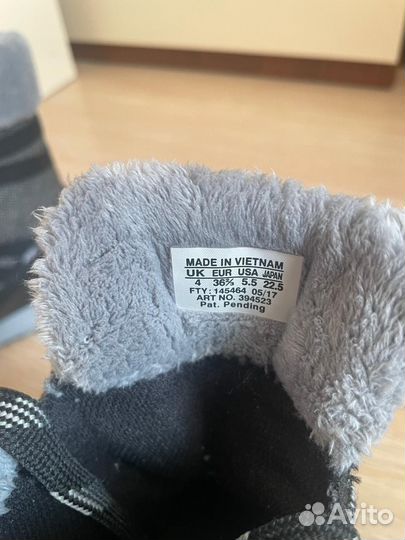 MADE IN VIETNAM
UK EUR USA JAPAN
4 36⅔ 5.5 22.5
FTY: 145464 05/17
ART NO. 394523
Pat. Pending
Avito